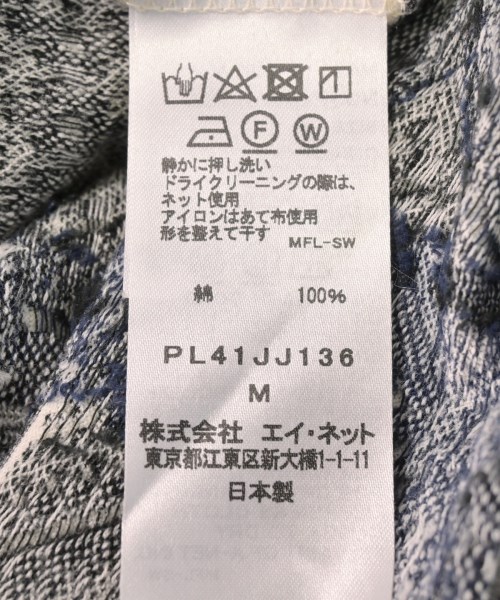 F W
静かに押し洗い
ドライクリーニングの際は、
ネット使用
アイロンはあて布使用
形を整えて干す MFL-SW
綿 100%
PL41JJ136
M
株式会社 エイ・ネット
東京都江東区新大橋1-1-11
日本製